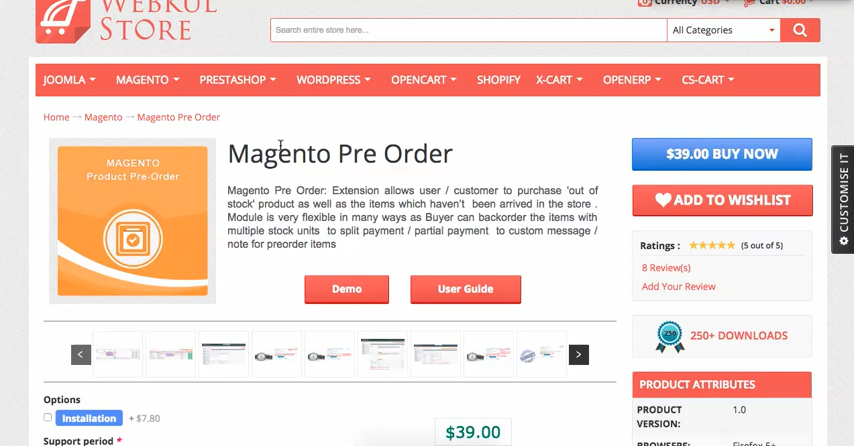 WEBKUL
STORE
Currency USD
Cart $0.00
Search entire store here...
All Categories
JOOMLA MAGENTO PRESTASHOP WORDPRESS OPENCART SHOPIFY X-CART OPENERP CS-CART
Home → Magento → Magento Pre Order
MAGENTO
Product Pre-Order
Magento Pre Order
Magento Pre Order: Extension allows user / customer to purchase 'out of
stock' product as well as the items which haven't been arrived in the store .
Module is very flexible in many ways as Buyer can backorder the items with
multiple stock units to split payment / partial payment to custom message /
note for preorder items
Demo
User Guide
$39.00 BUY NOW
ADD TO WISHLIST
Ratings : (5 out of 5)
8 Review(s)
Add Your Review
250
250+ DOWNLOADS
CUSTOMISE IT
Options
Installation + $7.80
Support period *
$39.00
PRODUCT ATTRIBUTES
PRODUCT
VERSION:
1.0
BROWSERS: Firefox 5+